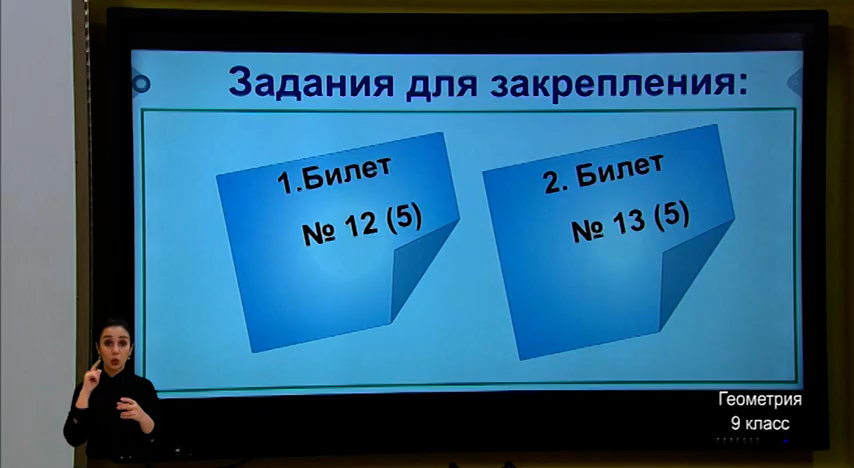 Задания для закрепления:
1.Билет
№ 12 (5)
2. Билет
№ 13 (5)
Геометрия
9 класс